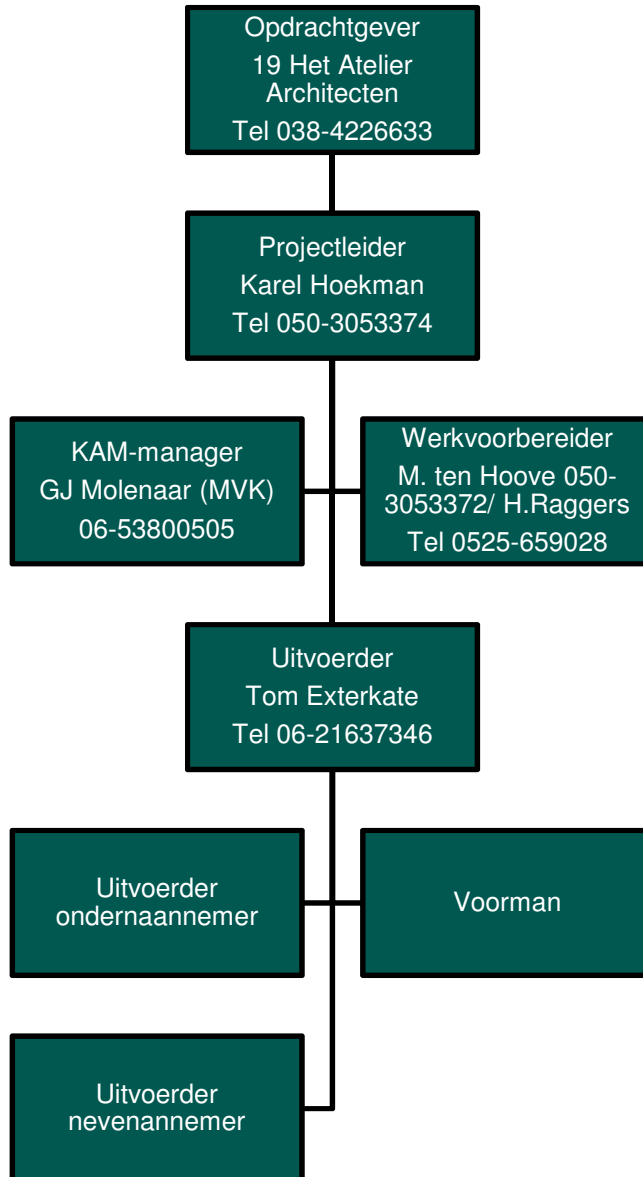 Opdrachtgever
19 Het Atelier
Architecten
Tel 038-4226633
Projectleider
Karel Hoekman
Tel 050-3053374
KAM-manager
GJ Molenaar (MVK)
06-53800505
Werkvoorbereider
M. ten Hoove 050-
3053372/ H.Raggers
Tel 0525-659028
Uitvoerder
Tom Exterkate
Tel 06-21637346
Uitvoerder
ondernaannemer
Voorman
Uitvoerder
nevenannemer